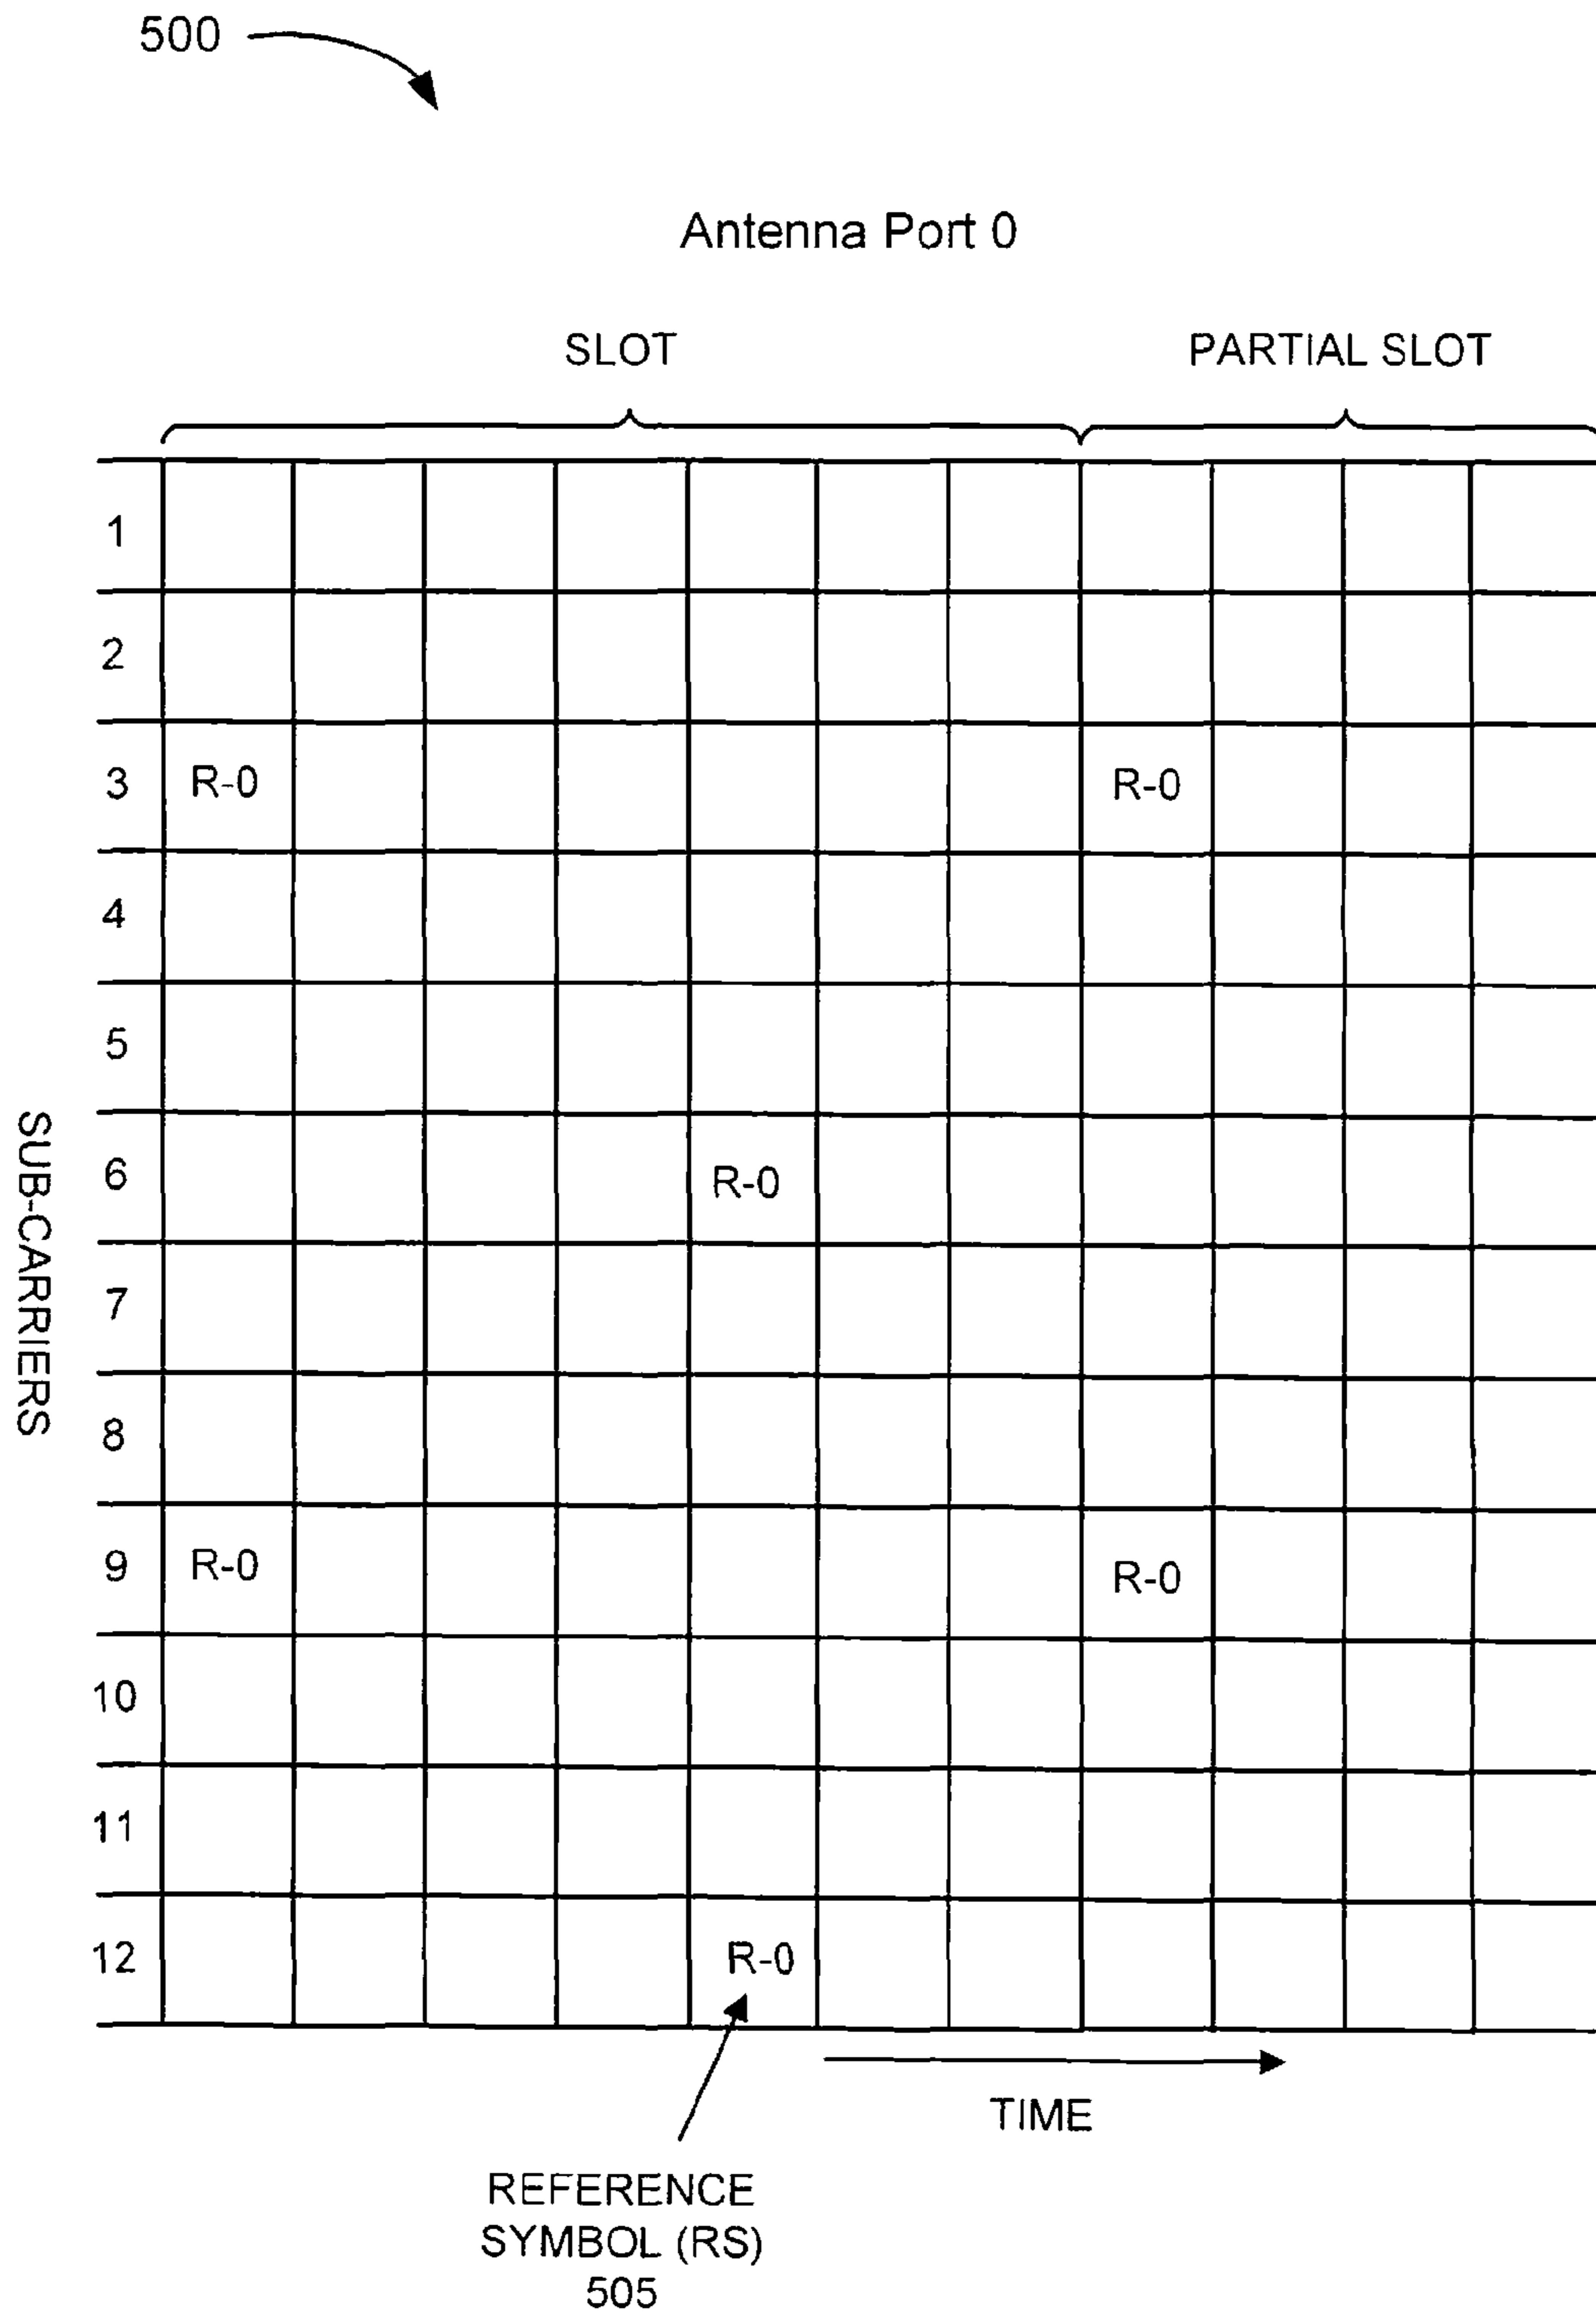 500
Antenna Port 0
SLOT
PARTIAL SLOT
1
2
3 R-0 R-0
4
5
6 R-0
7
8
9 R-0 R-0
10
11
12 R-0
SUB-CARRIERS
TIME
REFERENCE
SYMBOL (RS)
505